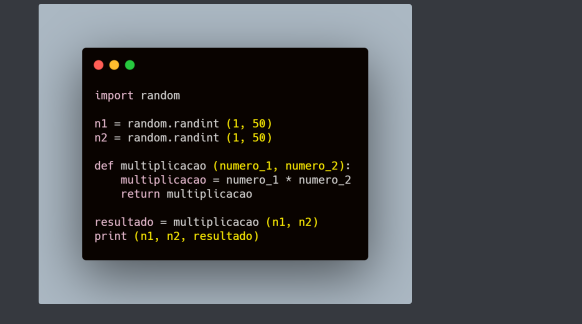 import random
n1 = random.randint (1, 50)
n2 = random.randint (1, 50)
def multiplicacao (numero_1, numero_2):
    multiplicacao = numero_1 * numero_2
    return multiplicacao
resultado = multiplicacao (n1, n2)
print (n1, n2, resultado)